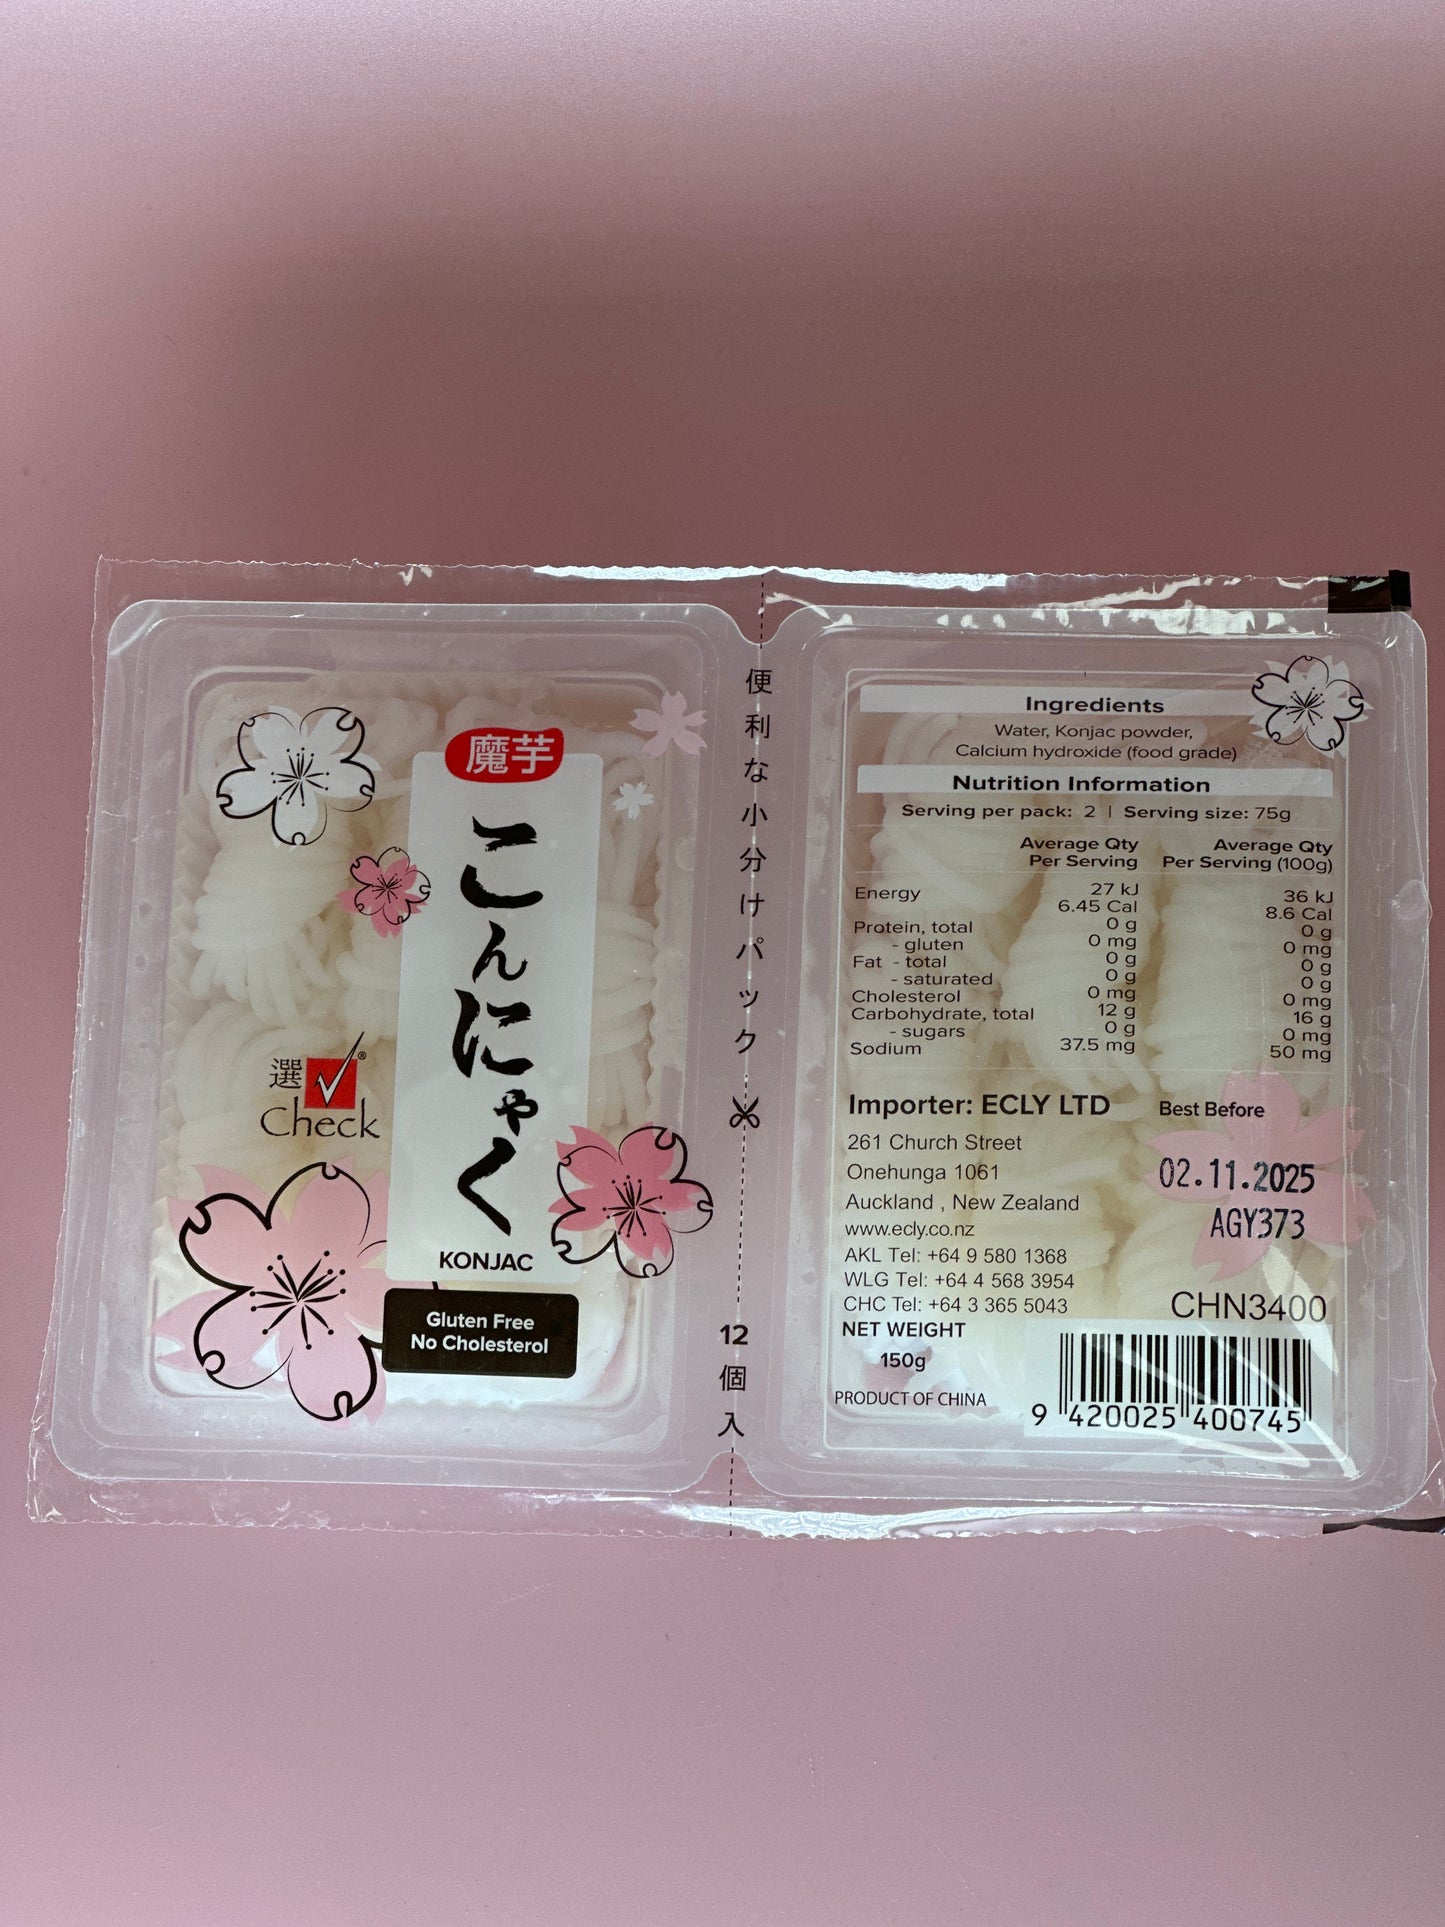 魔芋
こんにゃく
KONJAC
選
Check®
Gluten Free
No Cholesterol
便利な小分けパック
12個入
Ingredients
Water, Konjac powder,
Calcium hydroxide (food grade)
Nutrition Information
Serving per pack: 2 | Serving size: 75g
Average Qty Per Serving Average Qty Per Serving (100g)
Energy 27 kJ 36 kJ
6.45 Cal 8.6 Cal
Protein, total 0 g 0 g
- gluten 0 mg 0 mg
Fat - total 0 g 0 g
- saturated 0 g 0 g
Cholesterol 0 mg 0 mg
Carbohydrate, total 12 g 16 g
- sugars 0 g 0 mg
Sodium 37.5 mg 50 mg
Importer: ECLY LTD
261 Church Street
Onehunga 1061
Auckland , New Zealand
www.ecly.co.nz
AKL Tel: +64 9 580 1368
WLG Tel: +64 4 568 3954
CHC Tel: +64 3 365 5043
NET WEIGHT
150g
PRODUCT OF CHINA
Best Before
02.11.2025
AGY373
CHN3400
9 420025 400745